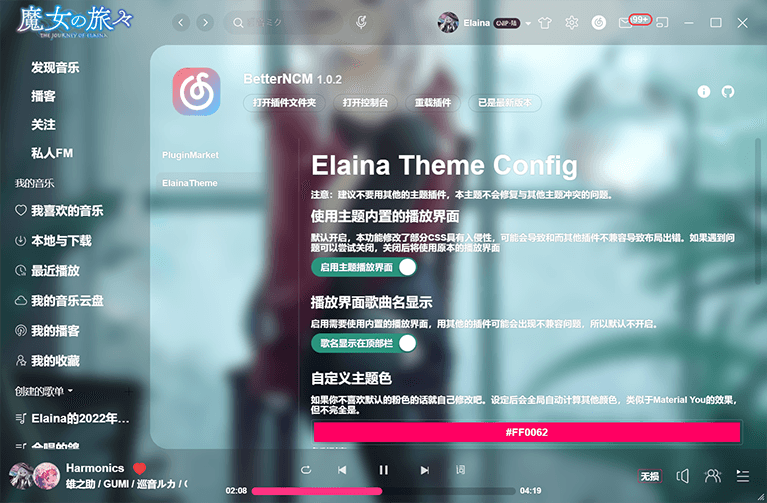 魔女の旅々
THE JOURNEY OF ELAINA
ミク
Elaina
CVIP·陆
99+
发现音乐
播客
关注
私人FM
我的音乐
我喜欢的音乐
本地与下载
最近播放
我的音乐云盘
我的播客
我的收藏
创建的歌单
Elaina的2022年...
BetterNCM 1.0.2
打开插件文件夹
打开控制台
重载插件
已是最新版本
PluginMarket
ElainaTheme
Elaina Theme Config
注意：建议不要用其他的主题插件，本主题不会修复与其他主题冲突的问题。
使用主题内置的播放界面
默认开启，本功能修改了部分CSS具有入侵性，可能会导致和而其他插件不兼容导致布局出错。如果遇到问
题可以尝试关闭，关闭后将使用原本的播放界面
启用主题播放界面
播放界面歌曲名显示
启用需要使用内置的播放界面，用其他的插件可能会出现不兼容问题，所以默认不开启。
歌名显示在顶部栏
自定义主题色
如果你不喜欢默认的粉色的话就自己修改吧。设定后会全局自动计算其他颜色，类似于Material You的效果，
但不完全是。
#FF0062
Harmonics
雄之助 / GUMI / 巡音ルカ / (
词
02:08
04:19
无损